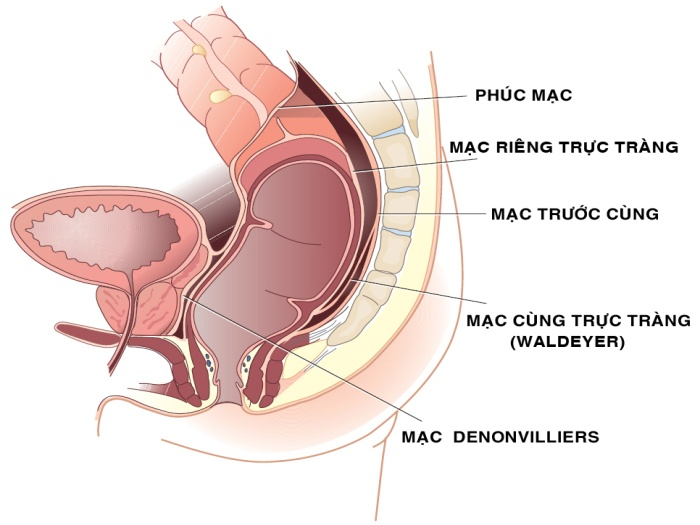 PHÚC MẠC
MẠC RIÊNG TRỰC TRÀNG
MẠC TRƯỚC CÙNG
MẠC CÙNG TRỰC TRÀNG
(WALDEYER)
MẠC DENONVILLIERS